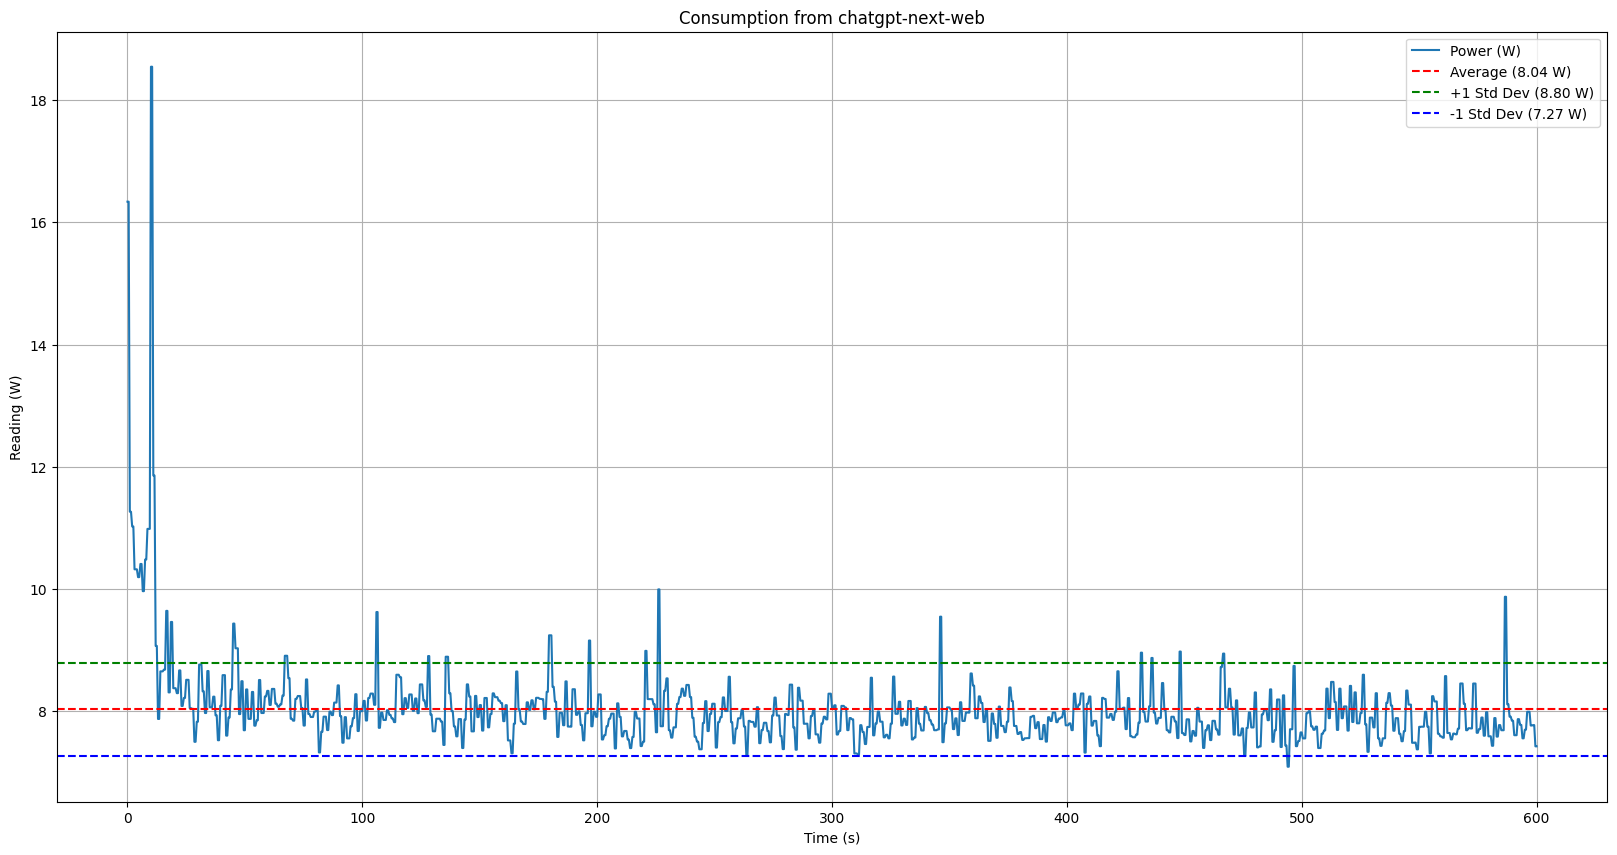 Consumption from chatgpt-next-web
Power (W)
Average (8.04 W)
+1 Std Dev (8.80 W)
-1 Std Dev (7.27 W)
Reading (W)
18
16
14
12
10
8
0 100 200 300 400 500 600
Time (s)